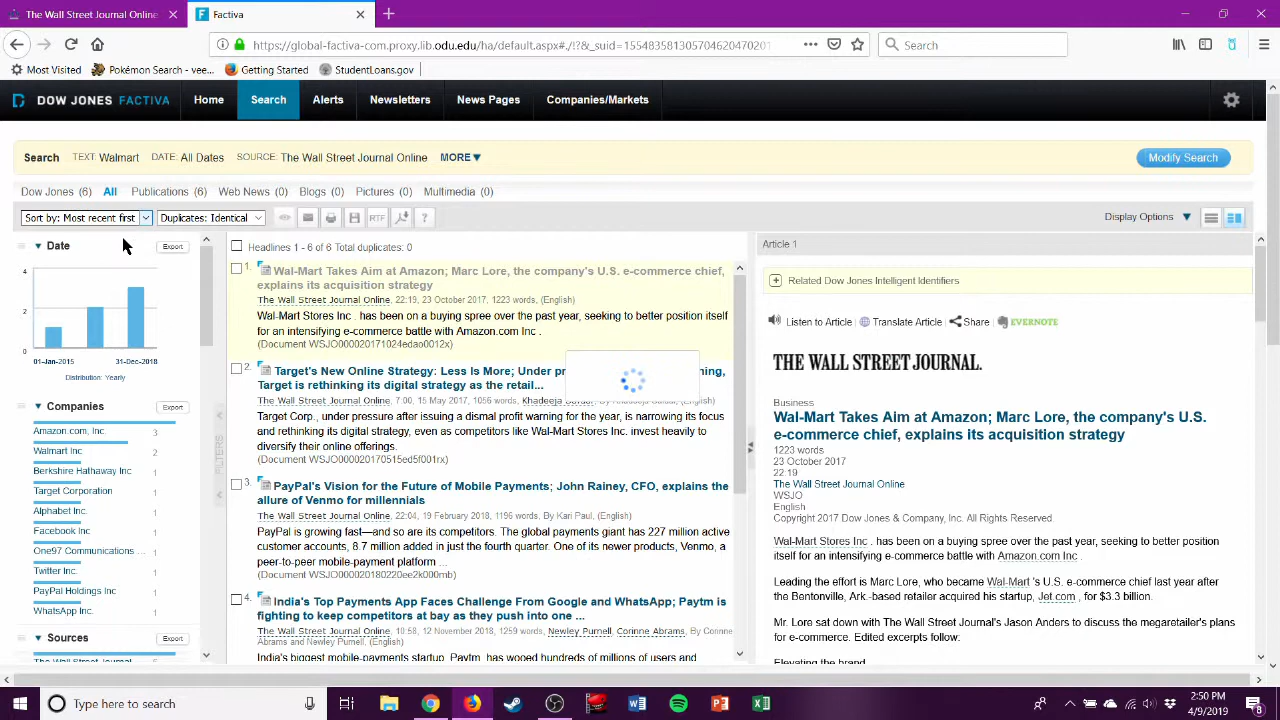 The Wall Street Journal Online
Factiva
https://global-factiva-com.proxy.lib.odu.edu/ha/default.aspx#./!?&_suid=155483581305704620470201
Search
Most Visited
Pokémon Search - vee...
Getting Started
StudentLoans.gov
DOW JONES FACTIVA
Home
Search
Alerts
Newsletters
News Pages
Companies/Markets
Search TEXT: Walmart DATE: All Dates SOURCE: The Wall Street Journal Online MORE
Modify Search
Dow Jones (6) All Publications (6) Web News (0) Blogs (0) Pictures (0) Multimedia (0)
Sort by: Most recent first
Duplicates: Identical
RTF
?
Display Options
Date
Export
4
2
0
01-Jan-2015 31-Dec-2018
Distribution: Yearly
Companies
Export
Amazon.com, Inc. 3
Walmart Inc 2
Berkshire Hathaway Inc 1
Target Corporation 1
Alphabet Inc. 1
Facebook Inc 1
One97 Communications ... 1
Twitter Inc. 1
PayPal Holdings Inc 1
WhatsApp Inc. 1
Sources
Export
The Wall Street Journal
FILTERS
Headlines 1 - 6 of 6 Total duplicates: 0
1. Wal-Mart Takes Aim at Amazon; Marc Lore, the company's U.S. e-commerce chief,
explains its acquisition strategy
The Wall Street Journal Online, 22:19, 23 October 2017, 1223 words, (English)
Wal-Mart Stores Inc . has been on a buying spree over the past year, seeking to better position itself
for an intensifying e-commerce battle with Amazon.com Inc .
(Document WSJO000020171024edao0012x)
2. Target's New Online Strategy: Less Is More; Under pr
Target is rethinking its digital strategy as the retail...
The Wall Street Journal Online, 7:00, 15 May 2017, 1056 words,
(English)
Target Corp., under pressure after issuing a dismal profit warning for the year, is narrowing its focus
and rethinking its digital strategy, even as competitors like Wal-Mart Stores Inc. invest heavily to
diversify their online offerings.
(Document WSJO000020170515ed5f001rx)
3. PayPal's Vision for the Future of Mobile Payments; John Rainey, CFO, explains the
allure of Venmo for millennials
The Wall Street Journal Online, 22:04, 19 February 2018, 1196 words, By Kari Paul, (English)
PayPal is growing fast—and so are its competitors. The global payments giant has 227 million active
customer accounts, 8.7 million added in just the fourth quarter. One of its newer products, Venmo, a
peer-to-peer mobile-payment platform ...
(Document WSJO000020180220ee2k000mb)
4. India's Top Payments App Faces Challenge From Google and WhatsApp; Paytm is
fighting to keep competitors at bay as they push into one ...
The Wall Street Journal Online, 10:58, 12 November 2018, 1259 words, Newley Purnell, Corinne Abrams, By Corinne
Abrams and Newley Purnell, (English)
India's biggest mobile-payments startup, Paytm, has wooed hundreds of millions of users and
Article 1
Related Dow Jones Intelligent Identifiers
Listen to Article
Translate Article
Share
EVERNOTE
THE WALL STREET JOURNAL.
Business
Wal-Mart Takes Aim at Amazon; Marc Lore, the company's U.S.
e-commerce chief, explains its acquisition strategy
1223 words
23 October 2017
22:19
The Wall Street Journal Online
WSJO
English
Copyright 2017 Dow Jones & Company, Inc. All Rights Reserved.
Wal-Mart Stores Inc . has been on a buying spree over the past year, seeking to better position
itself for an intensifying e-commerce battle with Amazon.com Inc .
Leading the effort is Marc Lore, who became Wal-Mart 's U.S. e-commerce chief last year after
the Bentonville, Ark.-based retailer acquired his startup, Jet.com , for $3.3 billion.
Mr. Lore sat down with The Wall Street Journal's Jason Anders to discuss the megaretailer's plans
for e-commerce. Edited excerpts follow:
Elevating the brand
Type here to search
2:50 PM
4/9/2019
8